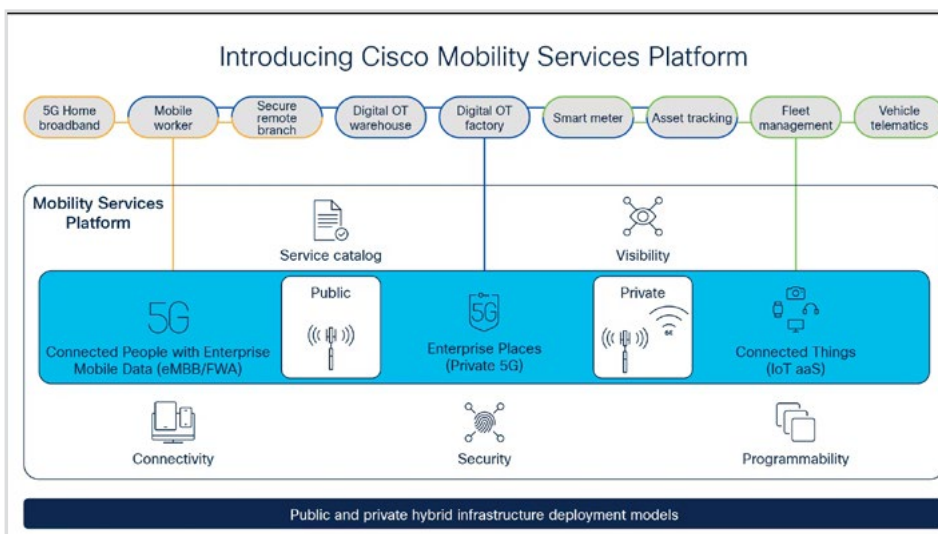 Introducing Cisco Mobility Services Platform
5G Home
broadband
Mobile
worker
Secure
remote
branch
Digital OT
warehouse
Digital OT
factory
Smart meter
Asset tracking
Fleet
management
Vehicle
telematics
Mobility Services
Platform
Service catalog
Visibility
5G
Connected People with Enterprise
Mobile Data (eMBB/FWA)
Public
5G
Enterprise Places
(Private 5G)
Private
Connected Things
(IoT aaS)
Connectivity
Security
Programmability
Public and private hybrid infrastructure deployment models